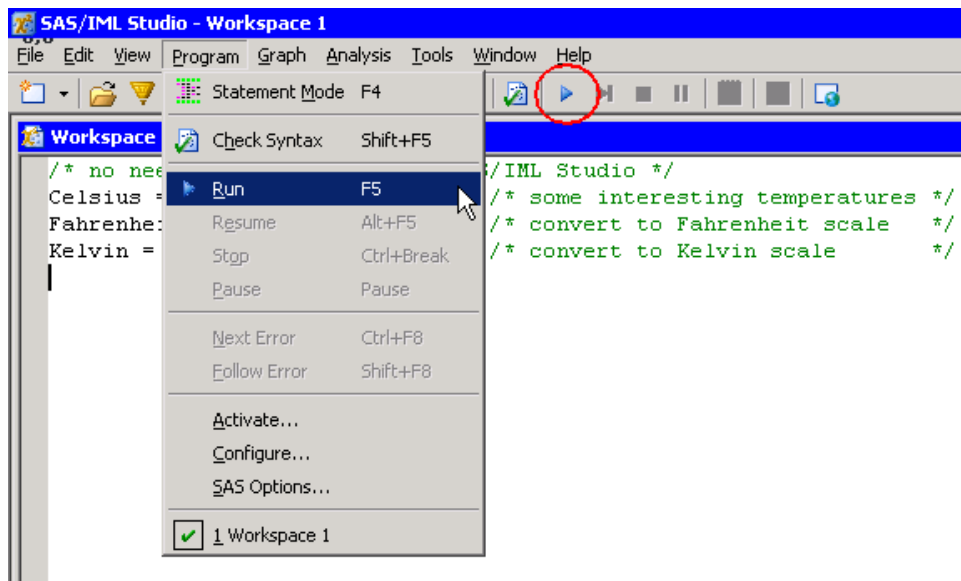 SAS/IML Studio - Workspace 1
File Edit View Program Graph Analysis Tools Window Help
Statement Mode F4
Workspace
Check Syntax Shift+F5
/* no /IML Studio */
Run F5
Celsius = /* some interesting temperatures */
Resume Alt+F5
/* convert to Fahrenheit scale */
Stop Ctrl+Break
Kelvin = /* convert to Kelvin scale */
Pause Pause
Next Error Ctrl+F8
Follow Error Shift+F8
Activate...
Configure...
SAS Options...
1 Workspace 1